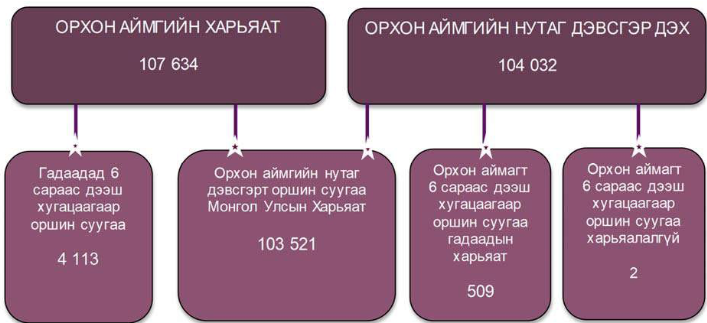 ОРХОН АЙМГИЙН ХАРЬЯАТ
107 634
ОРХОН АЙМГИЙН НУТАГ ДЭВСГЭР ДЭХ
104 032
Гадаадад 6
сараас дээш
хугацаагаар
оршин суугаа
4 113
Орхон аймгийн нутаг
дэвсгэрт оршин суугаа
Монгол Улсын Харьяат
103 521
Орхон аймагт
6 сараас дээш
хугацаагаар
оршин суугаа
гадаадын
харьяат
509
Орхон аймагт
6 сараас дээш
хугацаагаар
оршин суугаа
харьяалалгүй
2